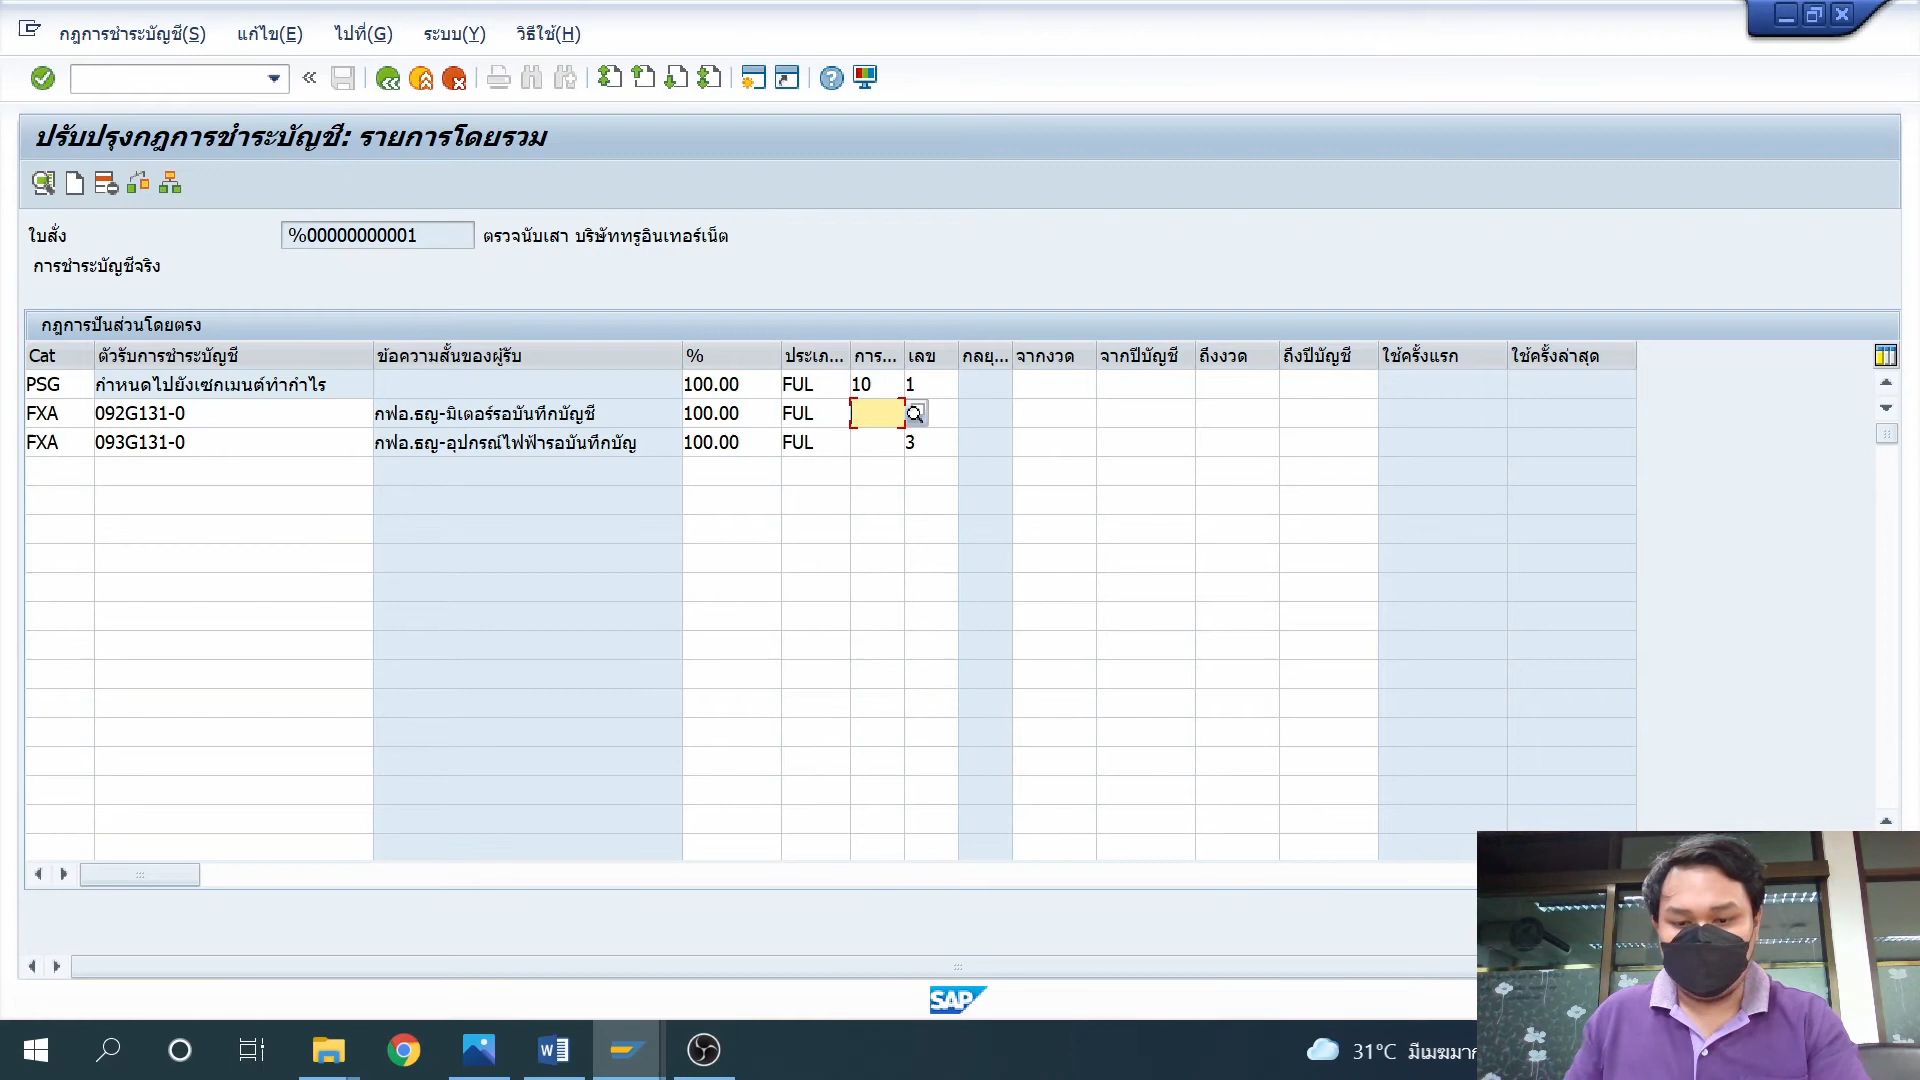 กฎการชำระบัญชี(S) แก้ไข(E) ไปที่(G) ระบบ(Y) วิธีใช้(H)
ปรับปรุงกฎการชำระบัญชี: รายการโดยรวม
ใบสั่ง %00000000001 ตรวจนับเสา บริษัททรูอินเทอร์เน็ต
การชำระบัญชีจริง
กฎการปันส่วนโดยตรง
Cat ตัวรับการชำระบัญชี ข้อความสั้นของผู้รับ % ประเภ... การ... เลข กลยุ... จากงวด จากปีบัญชี ถึงงวด ถึงปีบัญชี ใช้ครั้งแรก ใช้ครั้งล่าสุด
PSG กำหนดไปยังเซกเมนต์ทำกำไร 100.00 FUL 10 1
FXA 092G131-0 กฟอ.ธญ-มิเตอร์รอบันทึกบัญชี 100.00 FUL
FXA 093G131-0 กฟอ.ธญ-อุปกรณ์ไฟฟ้ารอบันทึกบัญ 100.00 FUL 3
SAP
31°C มีเมฆมาก